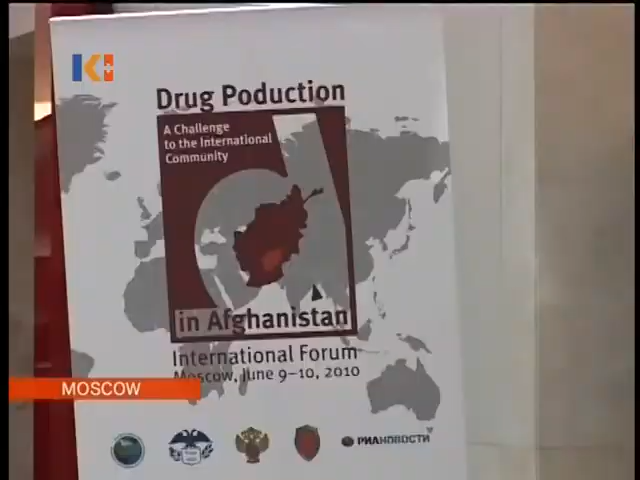 K+
Drug Poduction
A Challenge
to the International
Community
in Afghanistan
International Forum
Moscow, June 9–10, 2010
MOSCOW
РИАНОВОСТИ